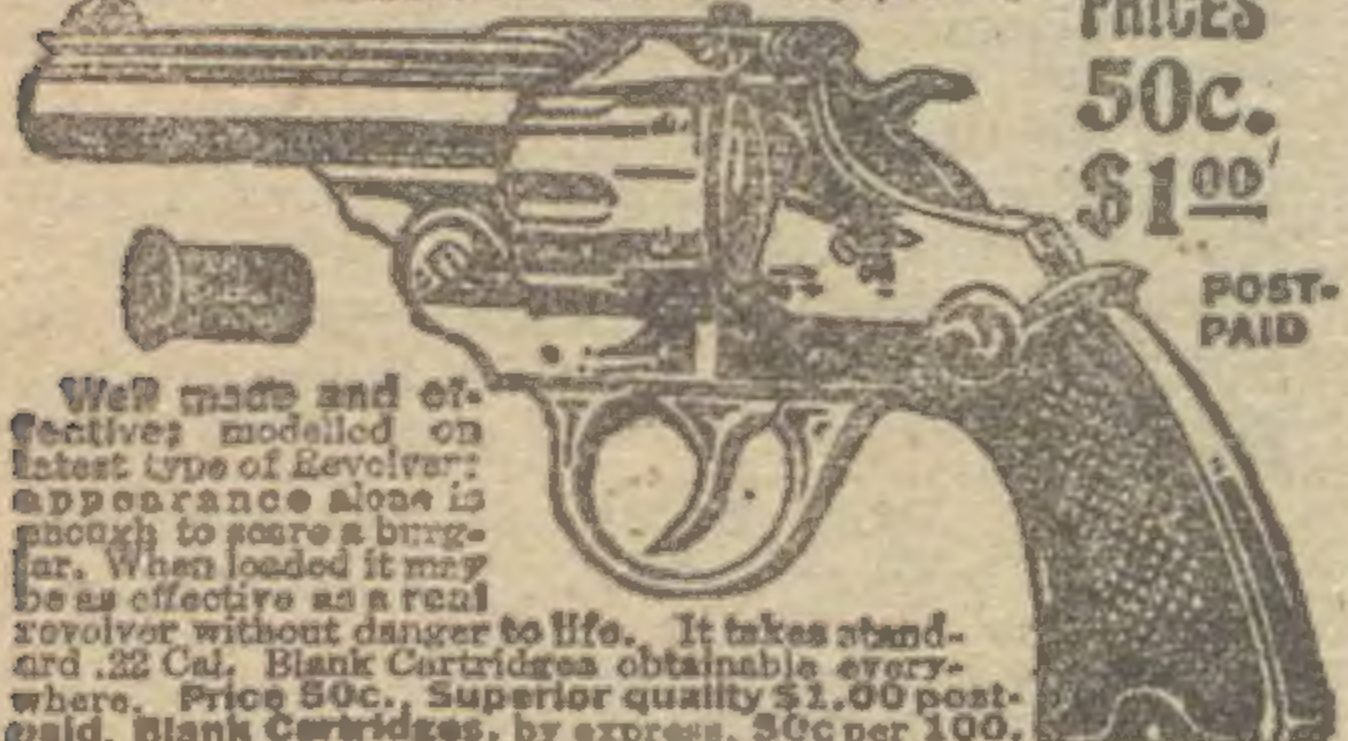 PRICES
50c.
$1.00
POST-
PAID
Well made and ef-
fective; modelled on
latest type of Revolver;
appearance alone is
enough to scare a burg-
lar. When loaded it may
be as effective as a real
revolver without danger to life. It takes stand-
ard .22 Cal. Blank Cartridges obtainable every-
where. Price 50c., Superior quality $1.00 post-
paid. Blank Cartridges, by express, 50c per 100.